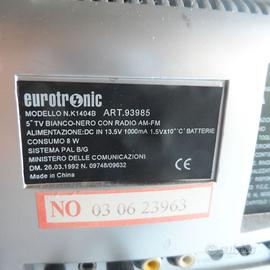 eurotronic
MODELLO N.K1404B ART.93985
5" TV BIANCO-NERO CON RADIO AM-FM
ALIMENTAZIONE:DC IN 13.5V 1000mA 1.5VX10"C" BATTERIE
CONSUMO 8 W
SISTEMA PAL B/G
MINISTERO DELLE COMUNICAZIONI
DM. 26.03.1992 N. 09748/09632
Made in China
CE
NO 03 06 23963